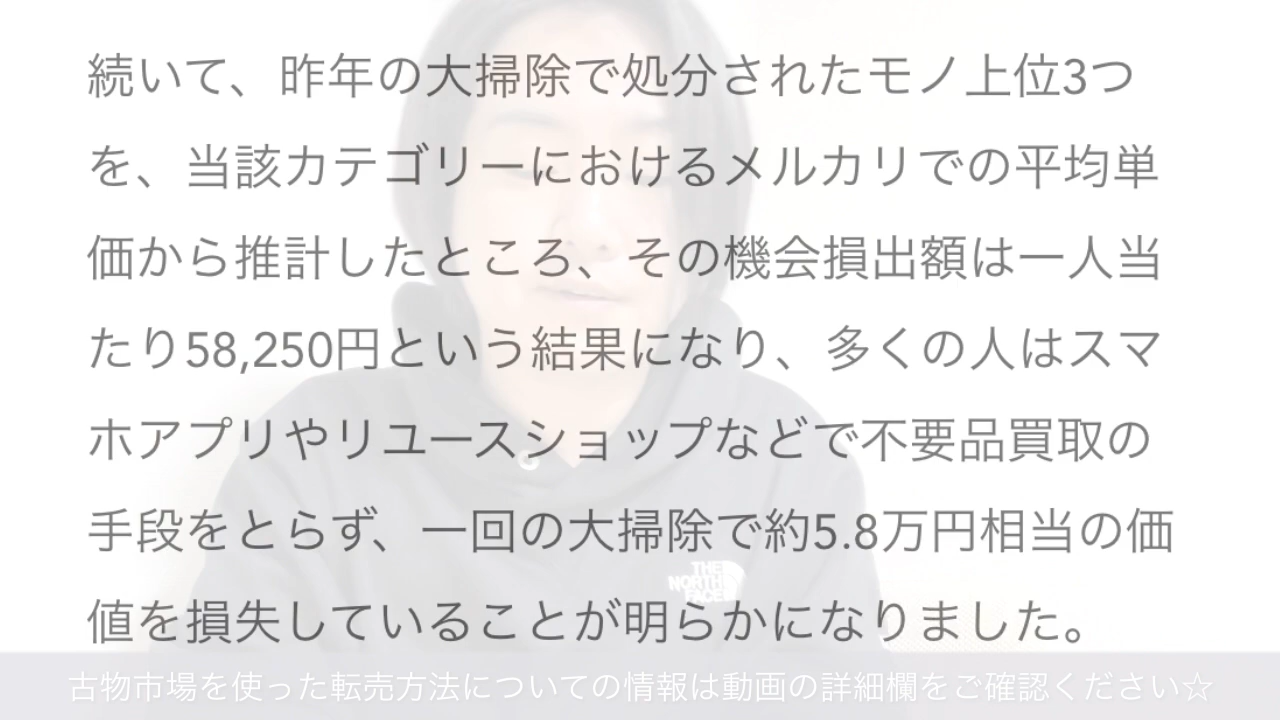 続いて、昨年の大掃除で処分されたモノ上位3つ
を、当該カテゴリーにおけるメルカリでの平均単
価から推計したところ、その機会損出額は一人当
たり58,250円という結果になり、多くの人はスマ
ホアプリやリユースショップなどで不要品買取の
手段をとらず、一回の大掃除で約5.8万円相当の価
THE
NORTH
FACE
値を損失していることが明らかになりました。
古物市場を使った転売方法についての情報は動画の詳細欄をご確認ください☆